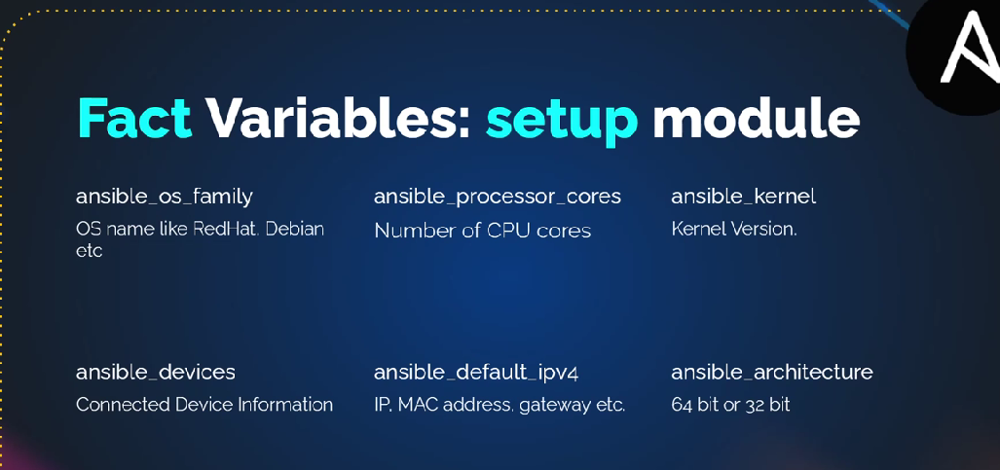 Fact Variables: setup module
ansible_os_family
OS name like RedHat, Debian
etc
ansible_processor_cores
Number of CPU cores
ansible_kernel
Kernel Version.
ansible_devices
Connected Device Information
ansible_default_ipv4
IP, MAC address, gateway etc.
ansible_architecture
64 bit or 32 bit